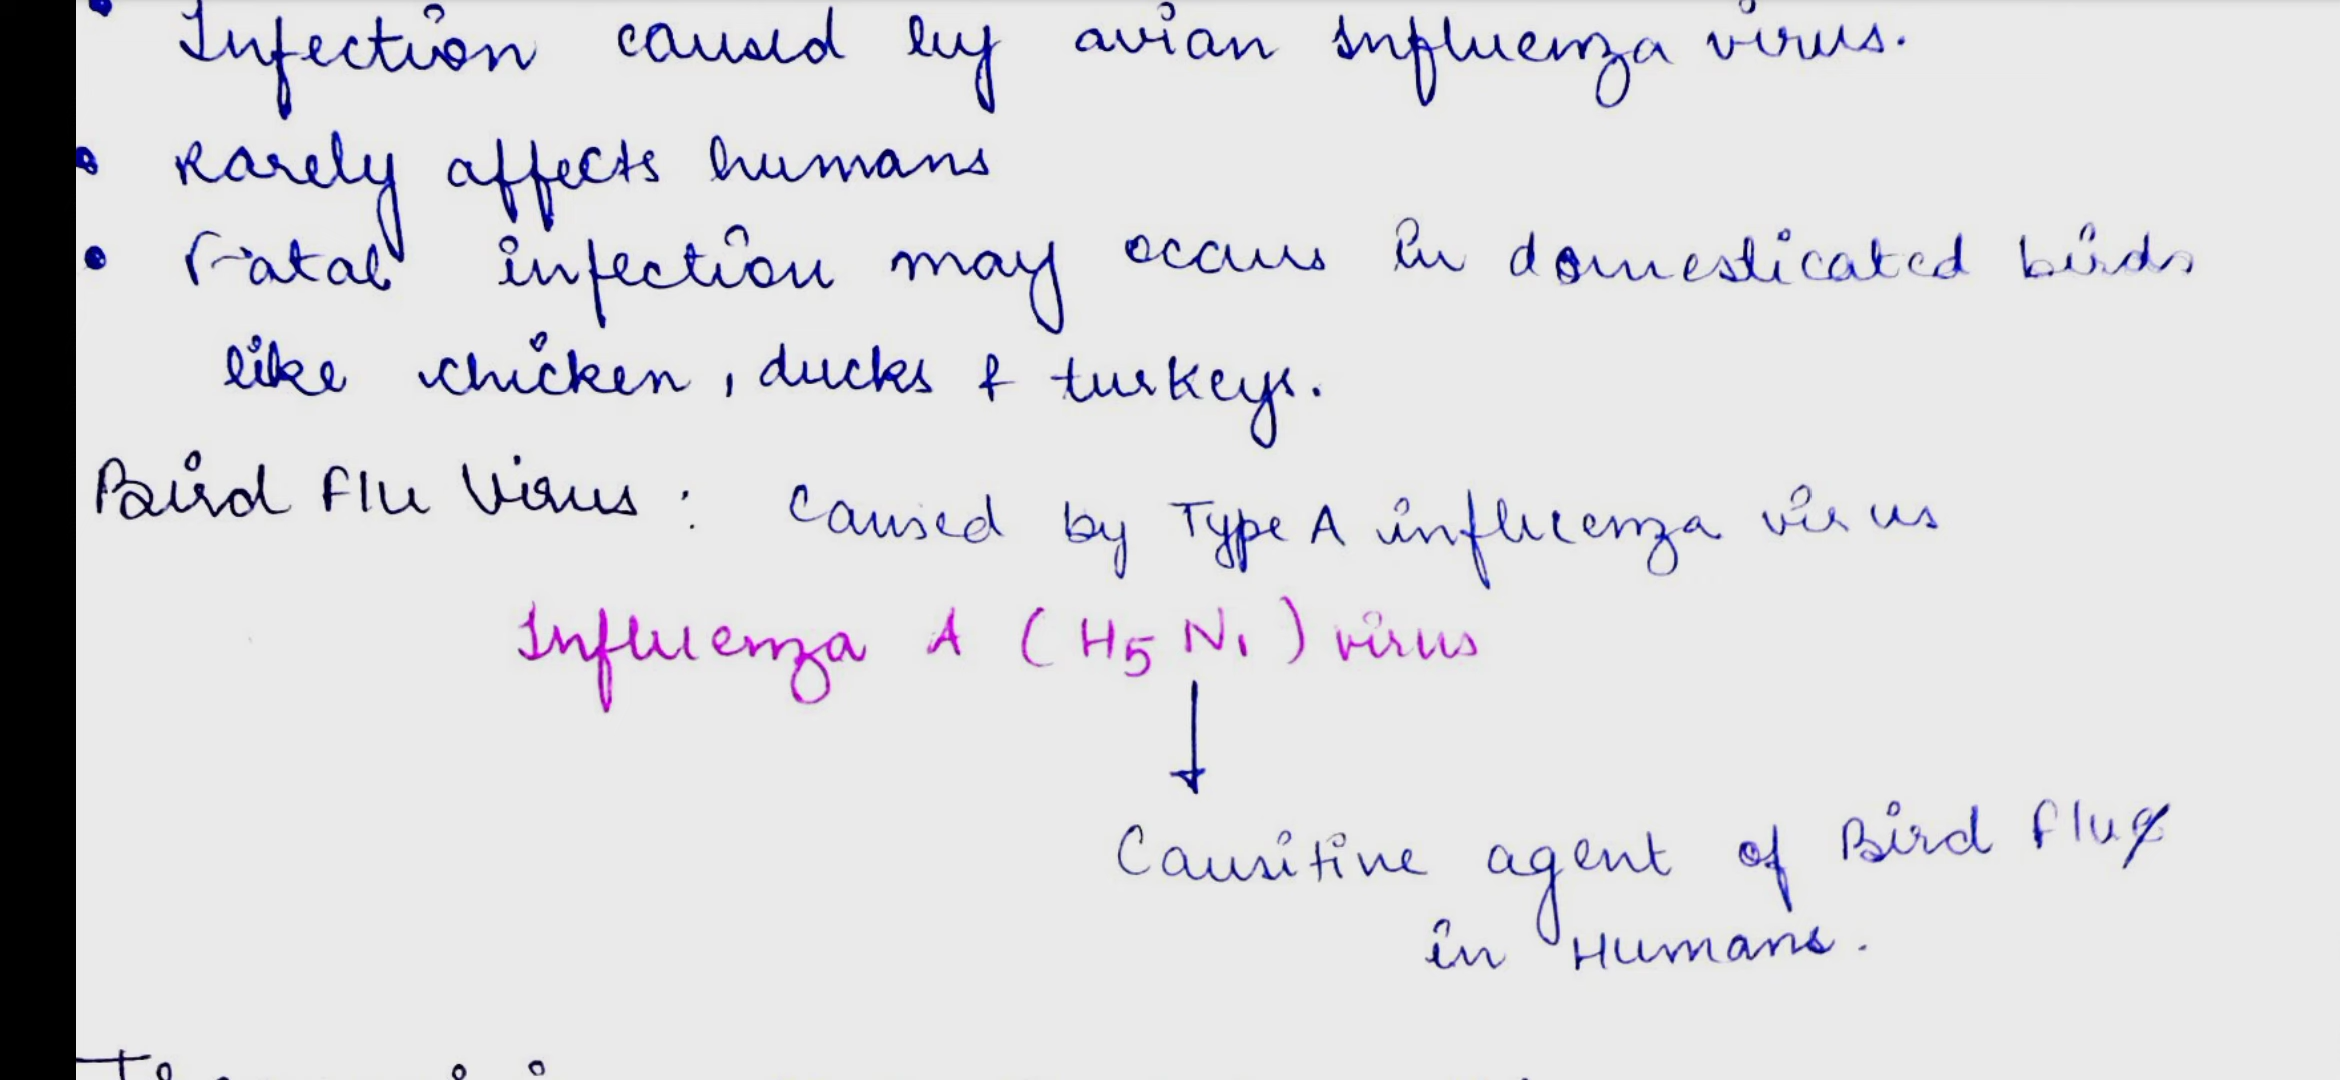 • Infection caused by avian Influenza virus.
• Rarely affects humans
• Fatal infection may occurs in domesticated birds
like chicken, ducks & turkeys.
Bird Flu Virus : Caused by Type A influenza virus
Influenza A (H5 N1) virus
↓
Causitive agent of Bird Flu
in Humans.